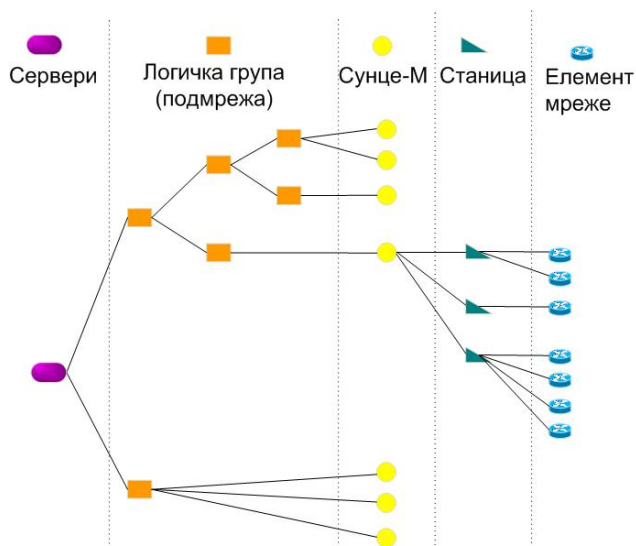 Сервери
Логичка група
(подмрежа)
Сунце-М
Станица
Елемент
мреже